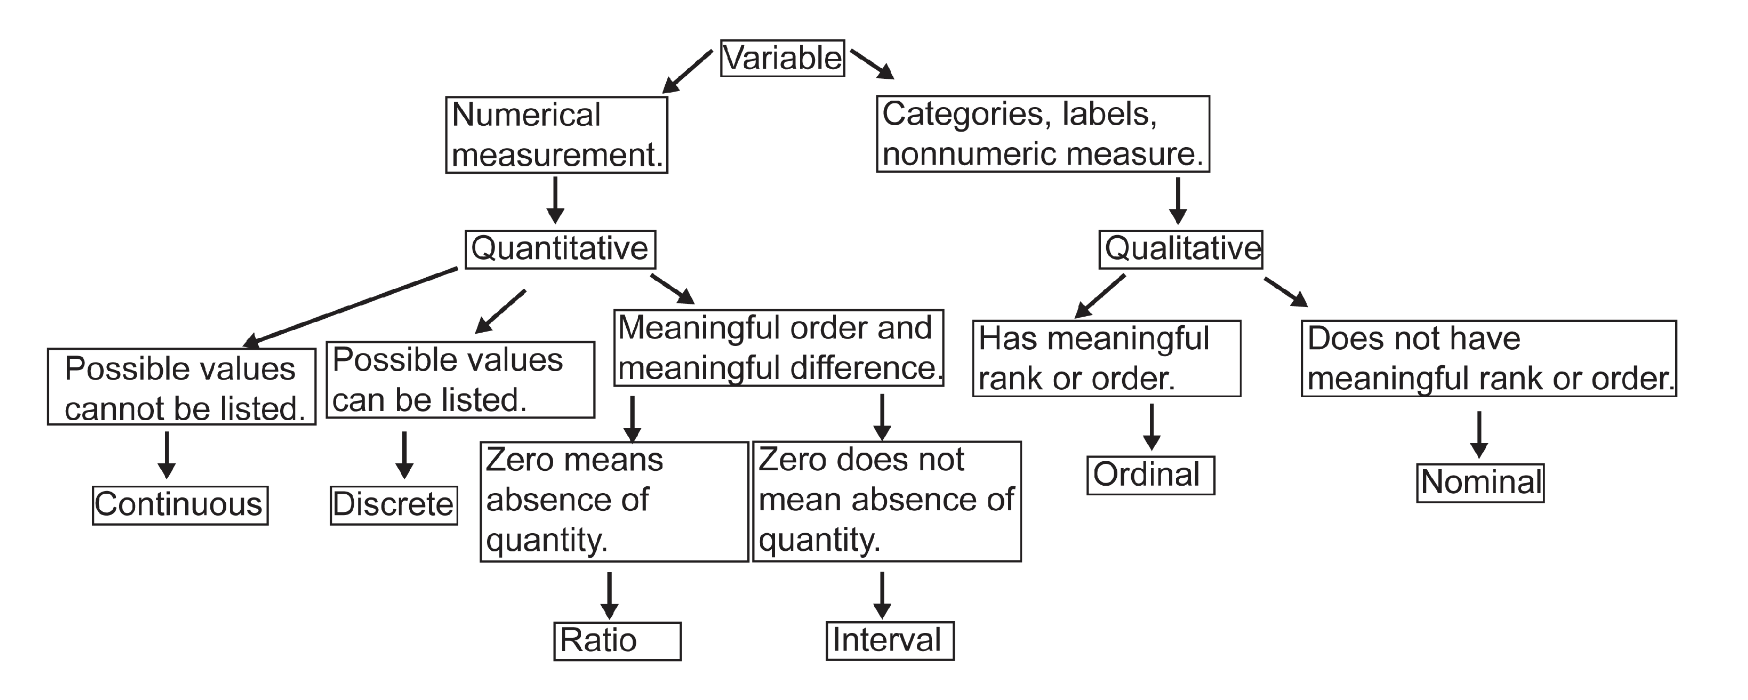 Variable
Numerical
measurement.
Categories, labels,
nonnumeric measure.
Quantitative
Qualitative
Possible values
cannot be listed.
Possible values
can be listed.
Meaningful order and
meaningful difference.
Has meaningful
rank or order.
Does not have
meaningful rank or order.
Continuous
Discrete
Zero means
absence of
quantity.
Zero does not
mean absence of
quantity.
Ordinal
Nominal
Ratio
Interval